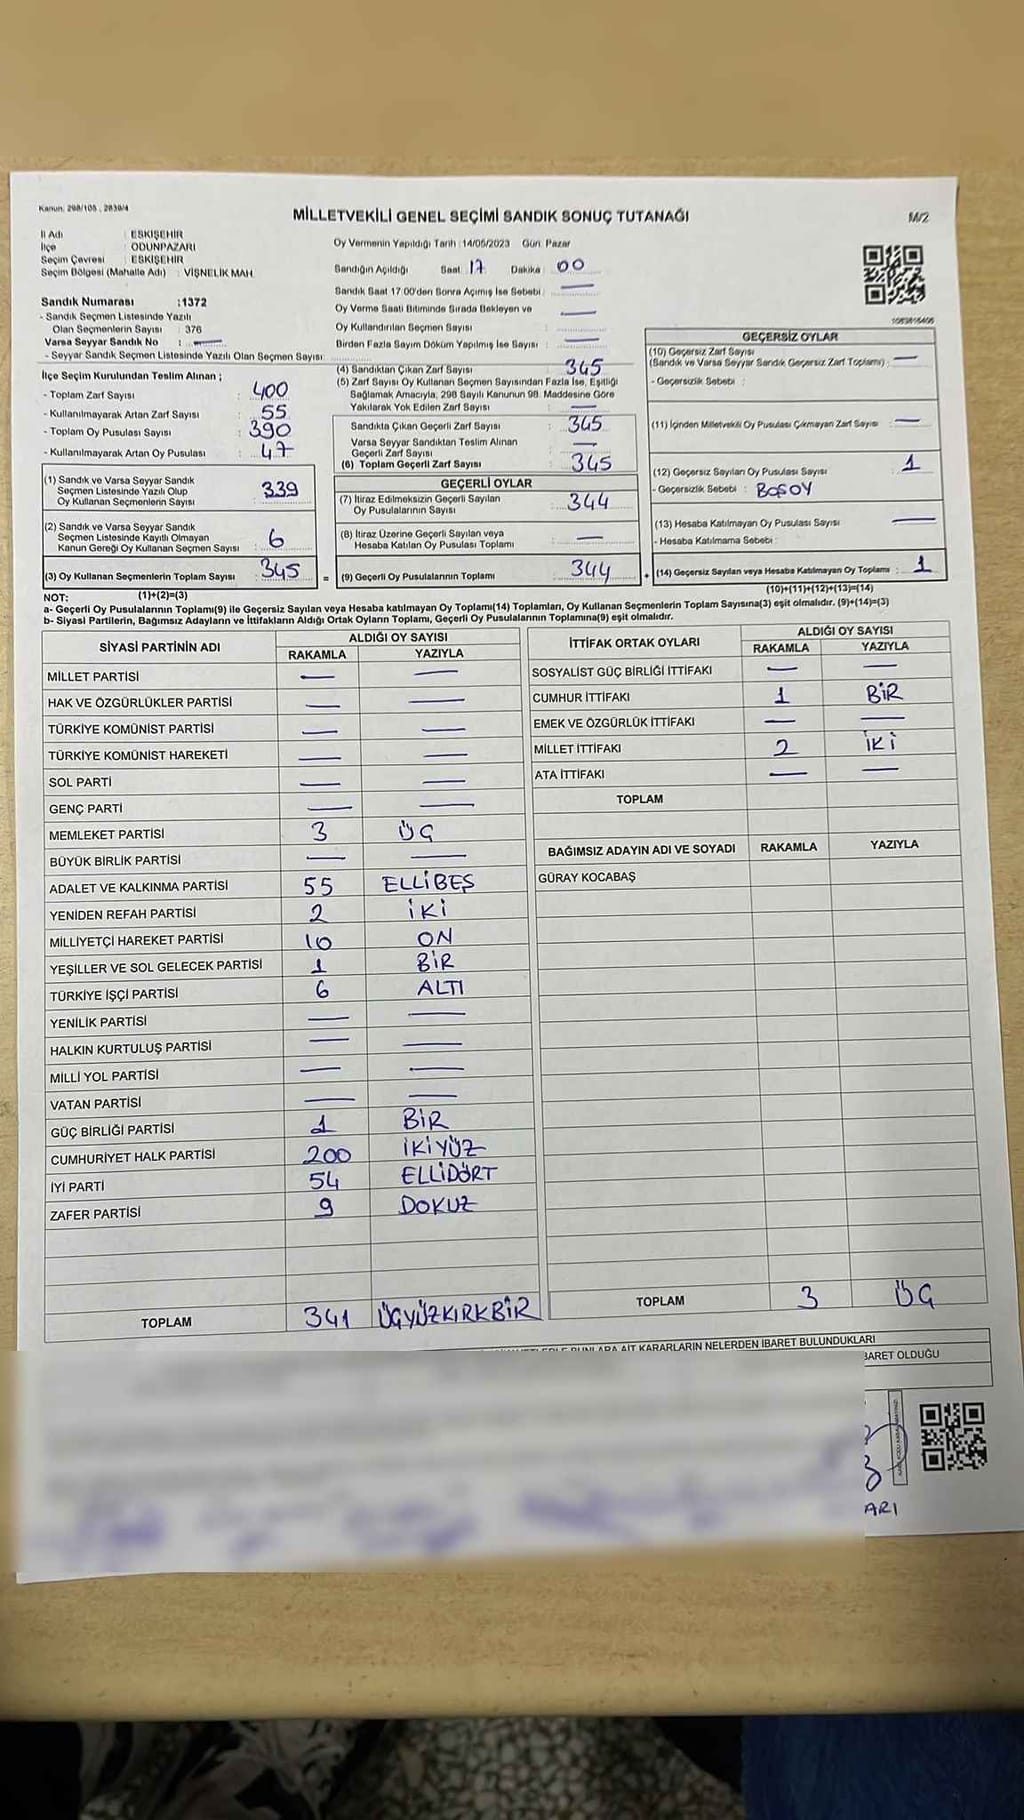 Kanun: 298/105 , 2839/4
MİLLETVEKİLİ GENEL SEÇİMİ SANDIK SONUÇ TUTANAĞI
M/2
İl Adı : ESKİŞEHİR
İlçe : ODUNPAZARI
Seçim Çevresi : ESKİŞEHİR
Seçim Bölgesi (Mahalle Adı) : VİŞNELİK MAH.
Sandık Numarası :1372
- Sandık Seçmen Listesinde Yazılı
Olan Seçmenlerin Sayısı : 376
Varsa Seyyar Sandık No : —
- Seyyar Sandık Seçmen Listesinde Yazılı Olan Seçmen Sayısı:
Oy Vermenin Yapıldığı Tarih :14/05/2023 Gün: Pazar
Sandığın Açıldığı Saat 17 Dakika : 00
Sandık Saat 17.00'den Sonra Açılmış İse Sebebi : —
Oy Verme Saati Bitiminde Sırada Bekleyen ve —
Oy Kullandırılan Seçmen Sayısı :
Birden Fazla Sayım Döküm Yapılmış İse Sayısı : —
İlçe Seçim Kurulundan Teslim Alınan ;
- Toplam Zarf Sayısı : 400
- Kullanılmayarak Artan Zarf Sayısı : 55
- Toplam Oy Pusulası Sayısı : 390
- Kullanılmayarak Artan Oy Pusulası : 47
(1) Sandık ve Varsa Seyyar Sandık
Seçmen Listesinde Yazılı Olup
Oy Kullanan Seçmenlerin Sayısı : 339
(2) Sandık ve Varsa Seyyar Sandık
Seçmen Listesinde Kayıtlı Olmayan
Kanun Gereği Oy Kullanan Seçmen Sayısı : 6
(3) Oy Kullanan Seçmenlerin Toplam Sayısı : 345
(1)+(2)=(3)
(4) Sandıktan Çıkan Zarf Sayısı : 345
(5) Zarf Sayısı Oy Kullanan Seçmen Sayısından Fazla İse, Eşitliği
Sağlamak Amacıyla; 298 Sayılı Kanunun 98. Maddesine Göre
Yakılarak Yok Edilen Zarf Sayısı : —
Sandıkta Çıkan Geçerli Zarf Sayısı : 345
Varsa Seyyar Sandıktan Teslim Alınan
Geçerli Zarf Sayısı : —
(6) Toplam Geçerli Zarf Sayısı : 345
GEÇERLİ OYLAR
(7) İtiraz Edilmeksizin Geçerli Sayılan
Oy Pusulalarının Sayısı : 344
(8) İtiraz Üzerine Geçerli Sayılan veya
Hesaba Katılan Oy Pusulası Toplamı : —
= (9) Geçerli Oy Pusulalarının Toplamı : 344
GEÇERSİZ OYLAR
(10) Geçersiz Zarf Sayısı
(Sandık ve Varsa Seyyar Sandık Geçersiz Zarf Toplamı) : —
- Geçersizlik Sebebi :
(11) İçinden Milletvekili Oy Pusulası Çıkmayan Zarf Sayısı : —
(12) Geçersiz Sayılan Oy Pusulası Sayısı : 1
- Geçersizlik Sebebi : BOŞOY
(13) Hesaba Katılmayan Oy Pusulası Sayısı : —
- Hesaba Katılmama Sebebi :
+ (14) Geçersiz Sayılan veya Hesaba Katılmayan Oy Toplamı : 1
(10)+(11)+(12)+(13)=(14)
NOT:
a- Geçerli Oy Pusulalarının Toplamı(9) ile Geçersiz Sayılan veya Hesaba katılmayan Oy Toplamı(14) Toplamları, Oy Kullanan Seçmenlerin Toplam Sayısına(3) eşit olmalıdır. (9)+(14)=(3)
b- Siyasi Partilerin, Bağımsız Adayların ve İttifakların Aldığı Ortak Oyların Toplamı, Geçerli Oy Pusulalarının Toplamına(9) eşit olmalıdır.
SİYASİ PARTİNİN ADI ALDIĞI OY SAYISI
RAKAMLA YAZIYLA
MİLLET PARTİSİ — —
HAK VE ÖZGÜRLÜKLER PARTİSİ — —
TÜRKİYE KOMÜNİST PARTİSİ — —
TÜRKİYE KOMÜNİST HAREKETİ — —
SOL PARTİ — —
GENÇ PARTİ — —
MEMLEKET PARTİSİ 3 ÜÇ
BÜYÜK BİRLİK PARTİSİ — —
ADALET VE KALKINMA PARTİSİ 55 ELLİBEŞ
YENİDEN REFAH PARTİSİ 2 İKİ
MİLLİYETÇİ HAREKET PARTİSİ 10 ON
YEŞİLLER VE SOL GELECEK PARTİSİ 1 BİR
TÜRKİYE İŞÇİ PARTİSİ 6 ALTI
YENİLİK PARTİSİ — —
HALKIN KURTULUŞ PARTİSİ — —
MİLLİ YOL PARTİSİ — —
VATAN PARTİSİ — —
GÜÇ BİRLİĞİ PARTİSİ 1 BİR
CUMHURİYET HALK PARTİSİ 200 İKİYÜZ
İYİ PARTİ 54 ELLİDÖRT
ZAFER PARTİSİ 9 DOKUZ
TOPLAM 341 ÜÇYÜZKIRKBİR
İTTİFAK ORTAK OYLARI ALDIĞI OY SAYISI
RAKAMLA YAZIYLA
SOSYALİST GÜÇ BİRLİĞİ İTTİFAKI — —
CUMHUR İTTİFAKI 1 BİR
EMEK VE ÖZGÜRLÜK İTTİFAKI — —
MİLLET İTTİFAKI 2 İKİ
ATA İTTİFAKI — —
TOPLAM
BAĞIMSIZ ADAYIN ADI VE SOYADI RAKAMLA YAZIYLA
GÜRAY KOCABAŞ
TOPLAM 3 ÜÇ
BUNLARA AİT KARARLARIN NELERDEN İBARET BULUNDUKLARI
İBARET OLDUĞU
ARI